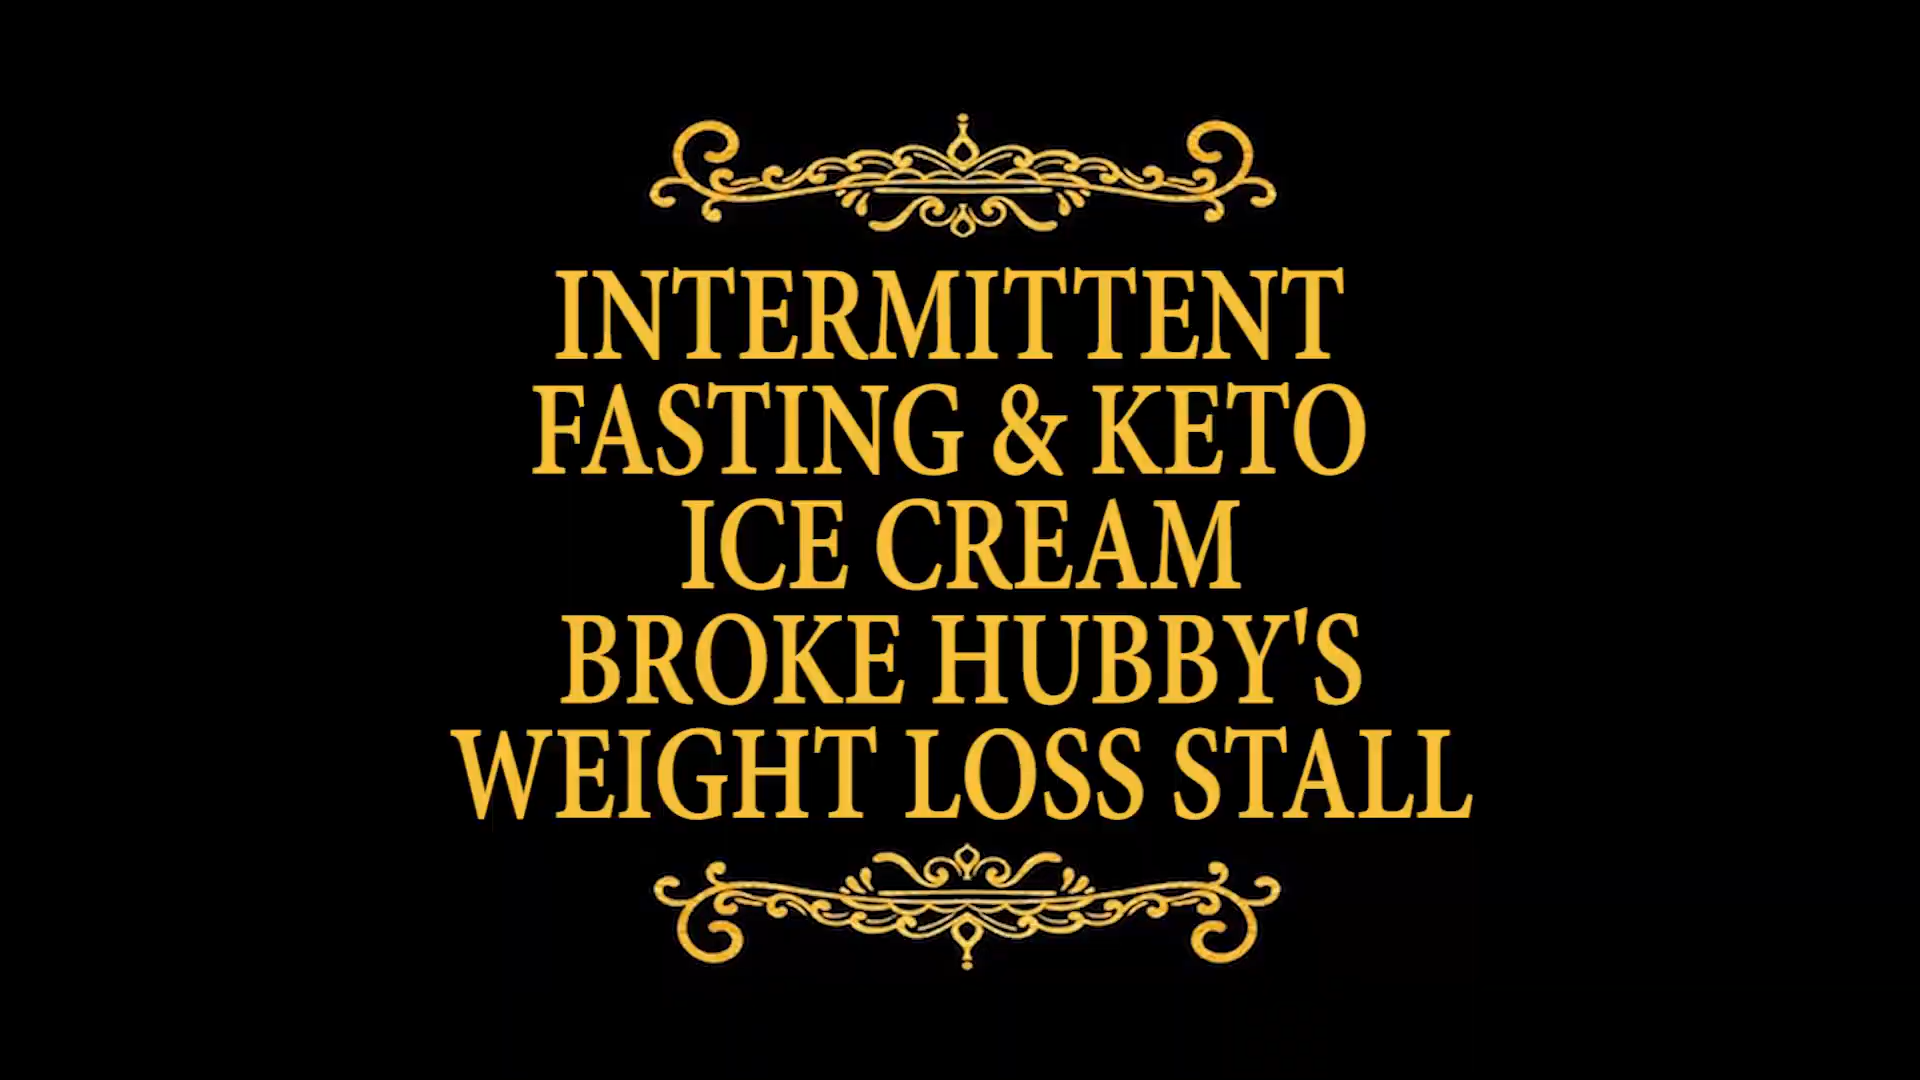 INTERMITTENT
FASTING & KETO
ICE CREAM
BROKE HUBBY'S
WEIGHT LOSS STALL